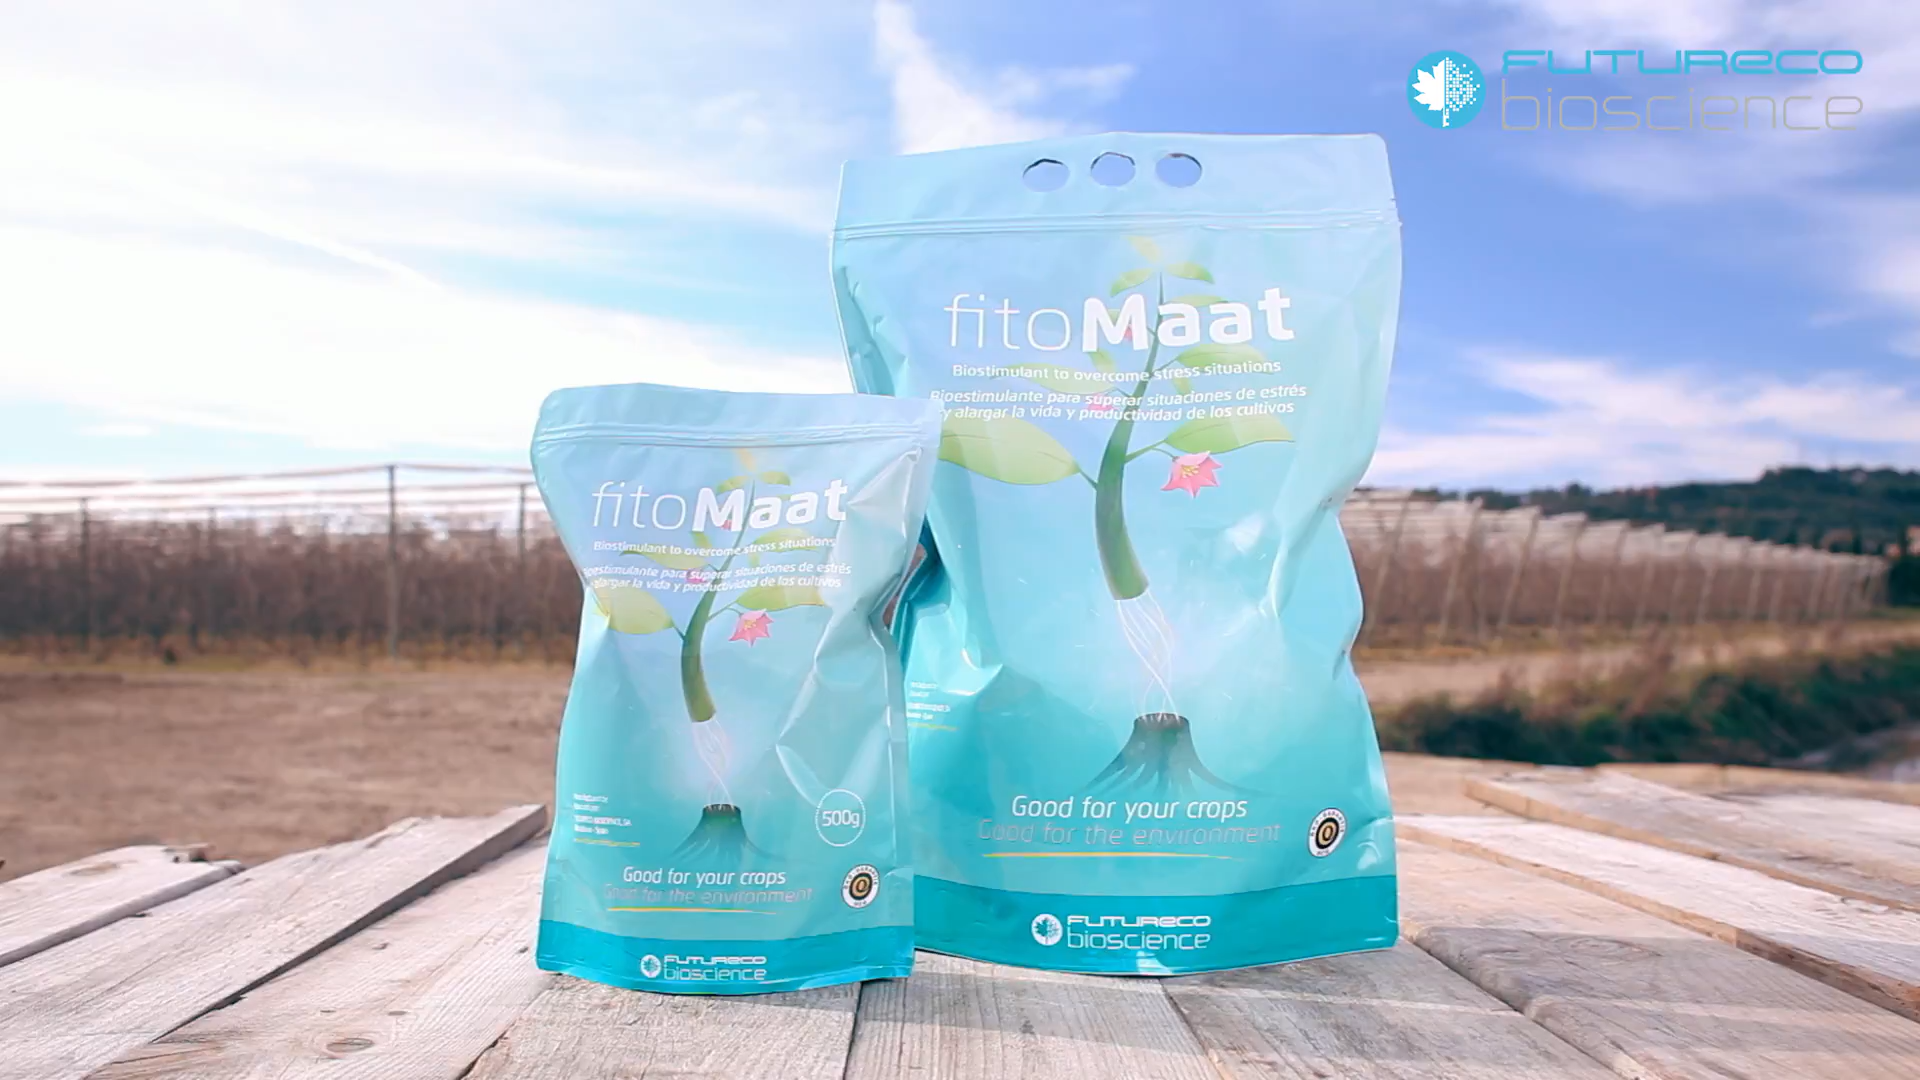 FUTURECO
bioscience
fitoMaat
Biostimulant to overcome stress situations
Bioestimulante para superar situaciones de estrés
y alargar la vida y productividad de los cultivos
Good for your crops
Good for the environment
FUTURECO
bioscience
fitoMaat
Biostimulant to overcome stress situations
para superar situaciones de estrés
alargar la vida y productividad de los cultivos
500g
Good for your crops
Good for the environment
FUTURECO
bioscience